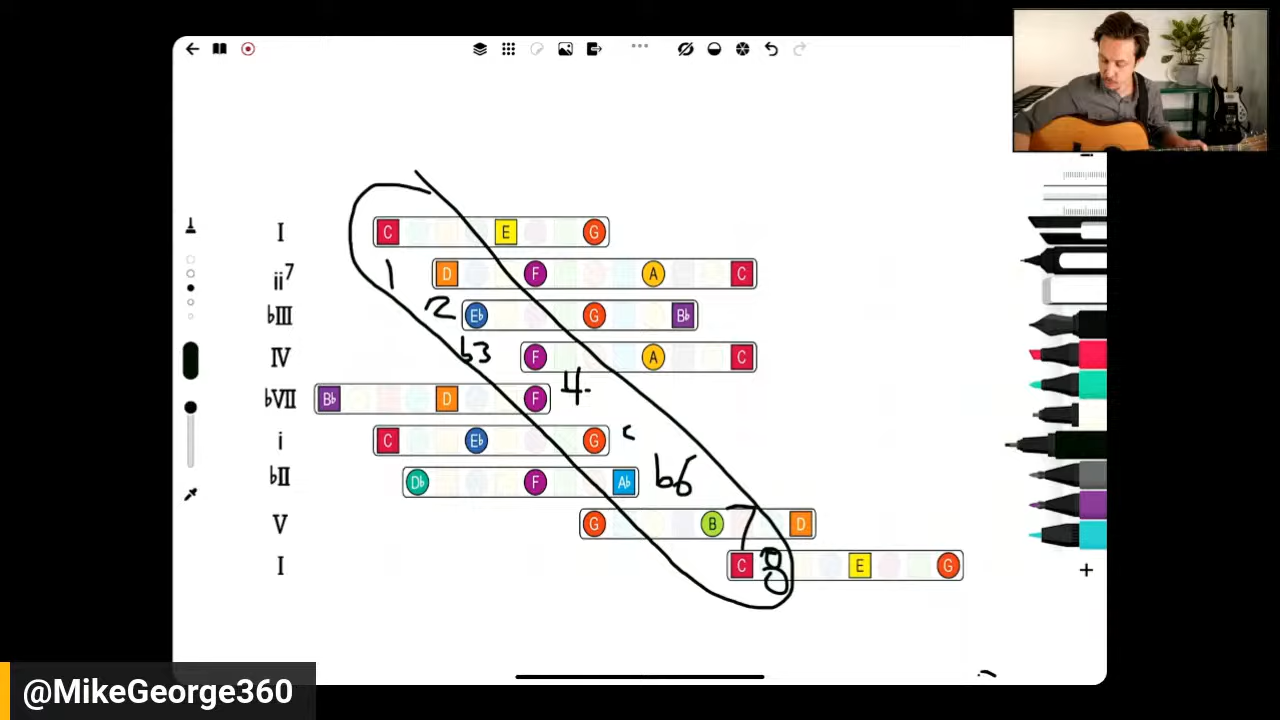 I C E G
ii7 D F A C
1
bIII Eb G Bb
2
IV F A C
b3
bVII Bb D F
4
i C Eb G
bII Db F Ab
b6
V G B D
7
I C E G
8
@MikeGeorge360